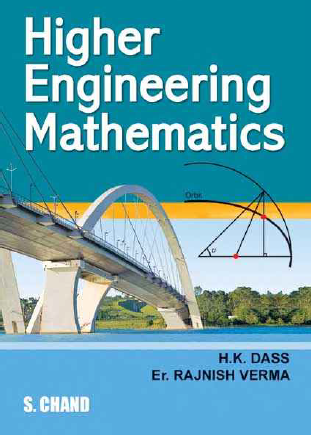 Higher
Engineering
Mathematics
Orbit
H.K. DASS
Er. RAJNISH VERMA
S. CHAND